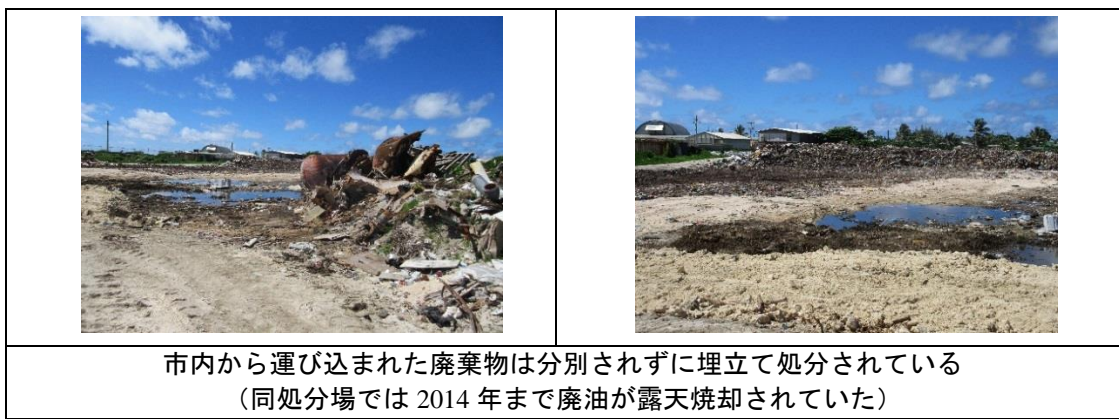 市内から運び込まれた廃棄物は分別されずに埋立て処分されている
（同処分場では 2014 年まで廃油が露天焼却されていた）